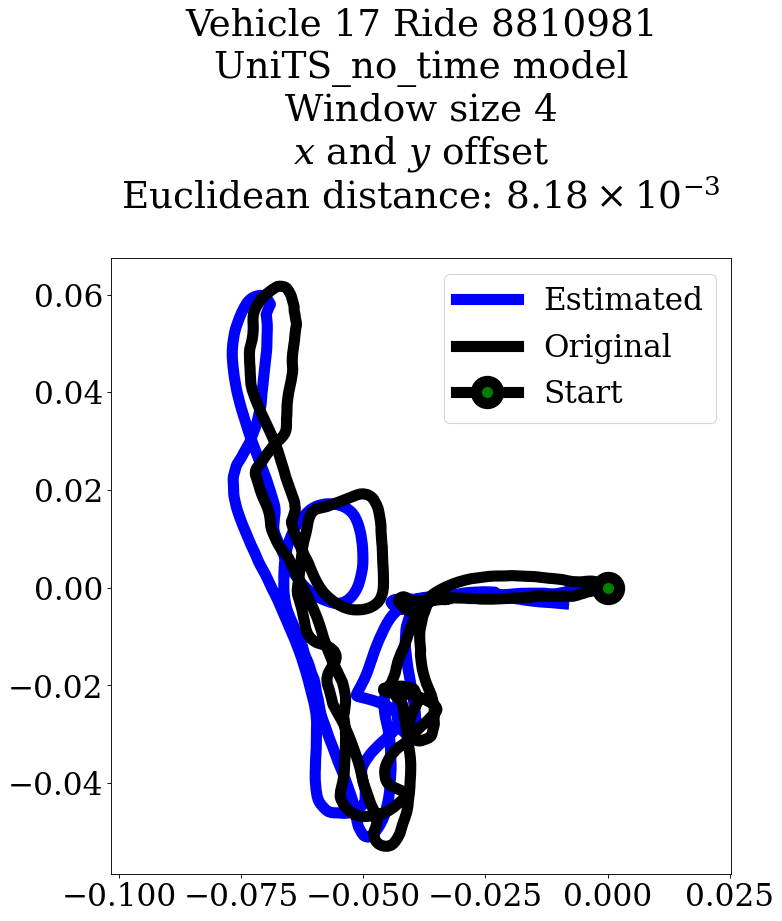 Vehicle 17 Ride 8810981
UniTS_no_time model
Window size 4
x and y offset
Euclidean distance: 8.18 × 10⁻³
Estimated
Original
Start
0.06
0.04
0.02
0.00
−0.02
−0.04
−0.100 −0.075 −0.050 −0.025 0.000 0.025